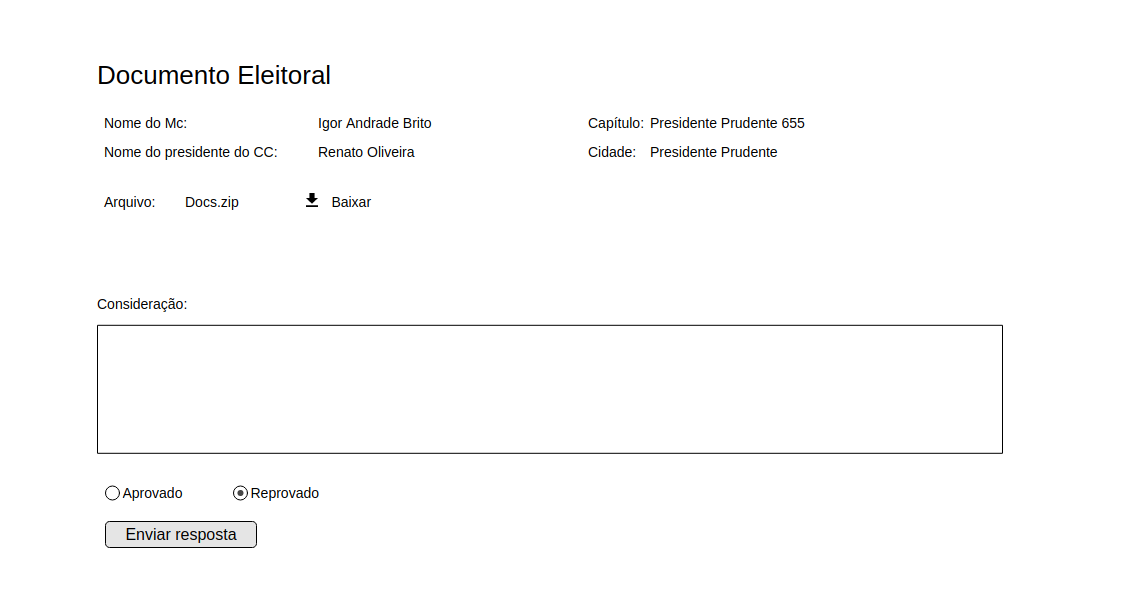 Documento Eleitoral
Nome do Mc: Igor Andrade Brito Capítulo: Presidente Prudente 655
Nome do presidente do CC: Renato Oliveira Cidade: Presidente Prudente
Arquivo: Docs.zip Baixar
Consideração:
Aprovado Reprovado
Enviar resposta